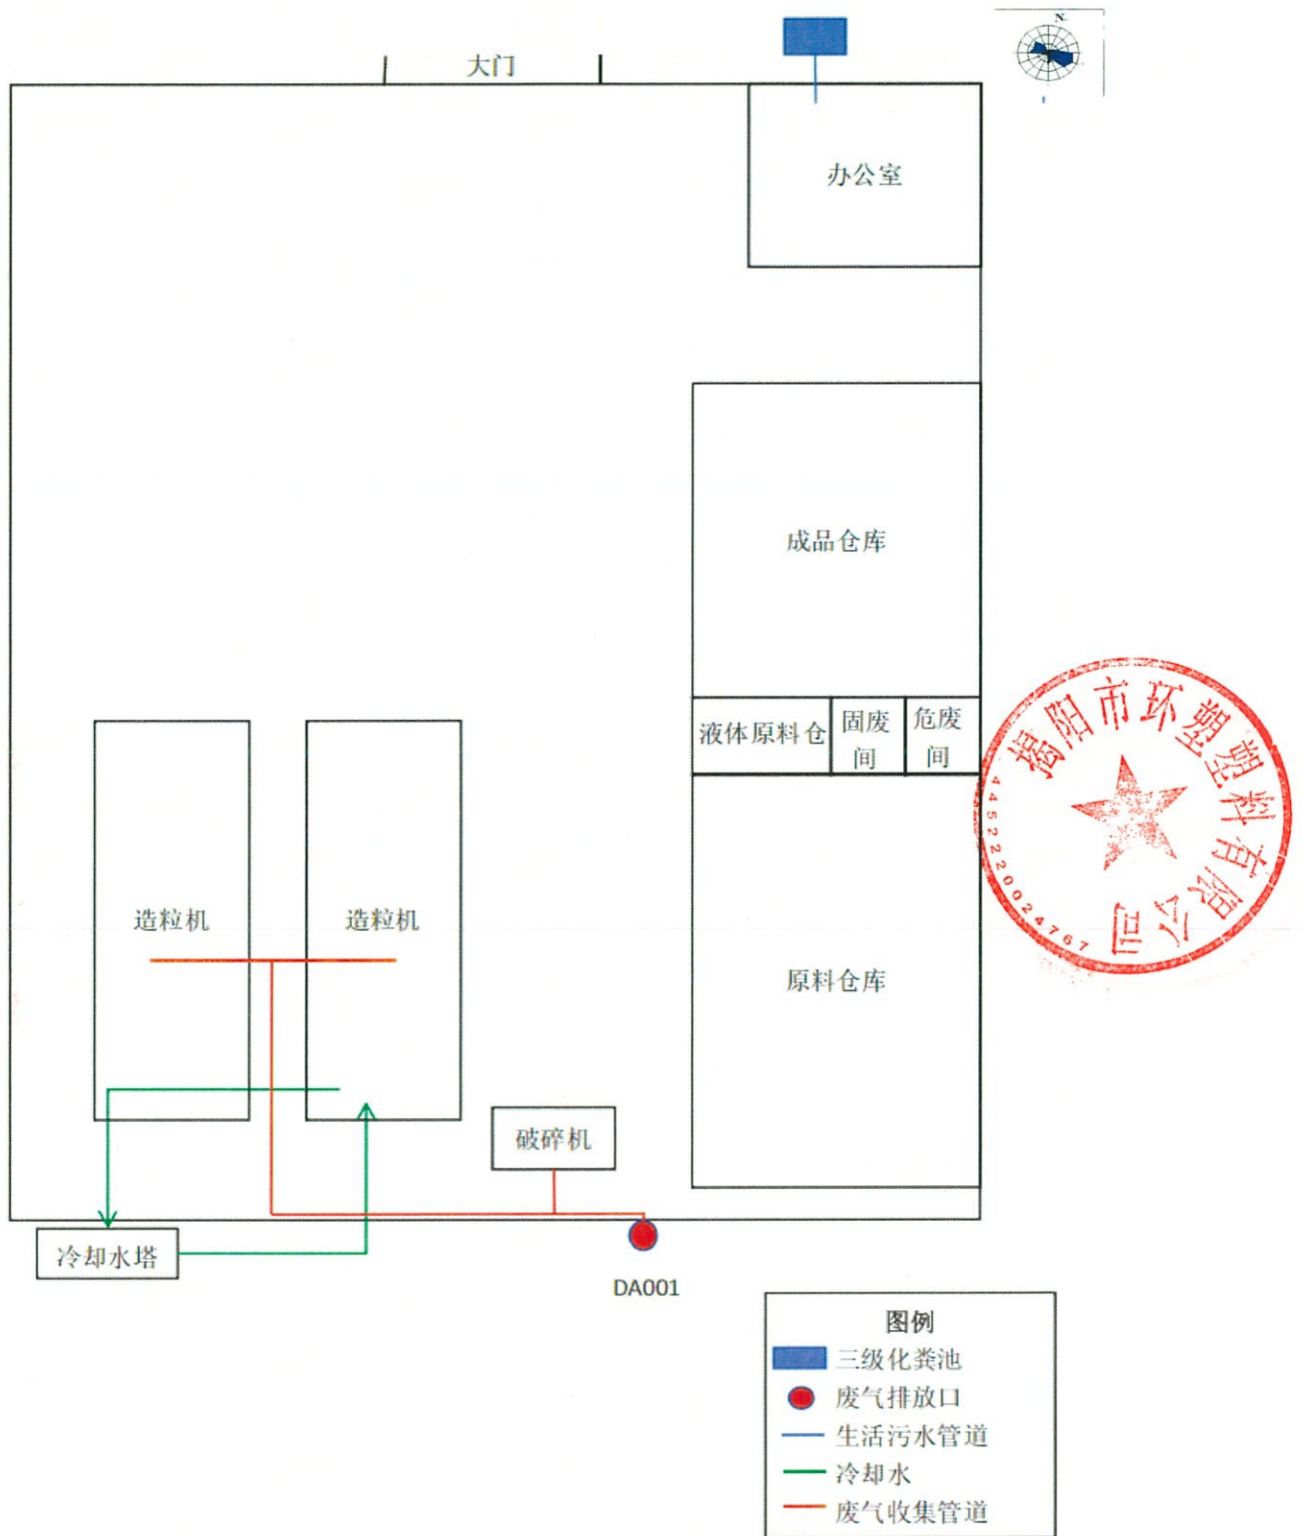 N
大门
办公室
成品仓库
液体原料仓
固废
间
危废
间
揭阳市环塑塑料有限公司
4452220024767
造粒机
造粒机
原料仓库
破碎机
冷却水塔
DA001
图例
三级化粪池
废气排放口
生活污水管道
冷却水
废气收集管道